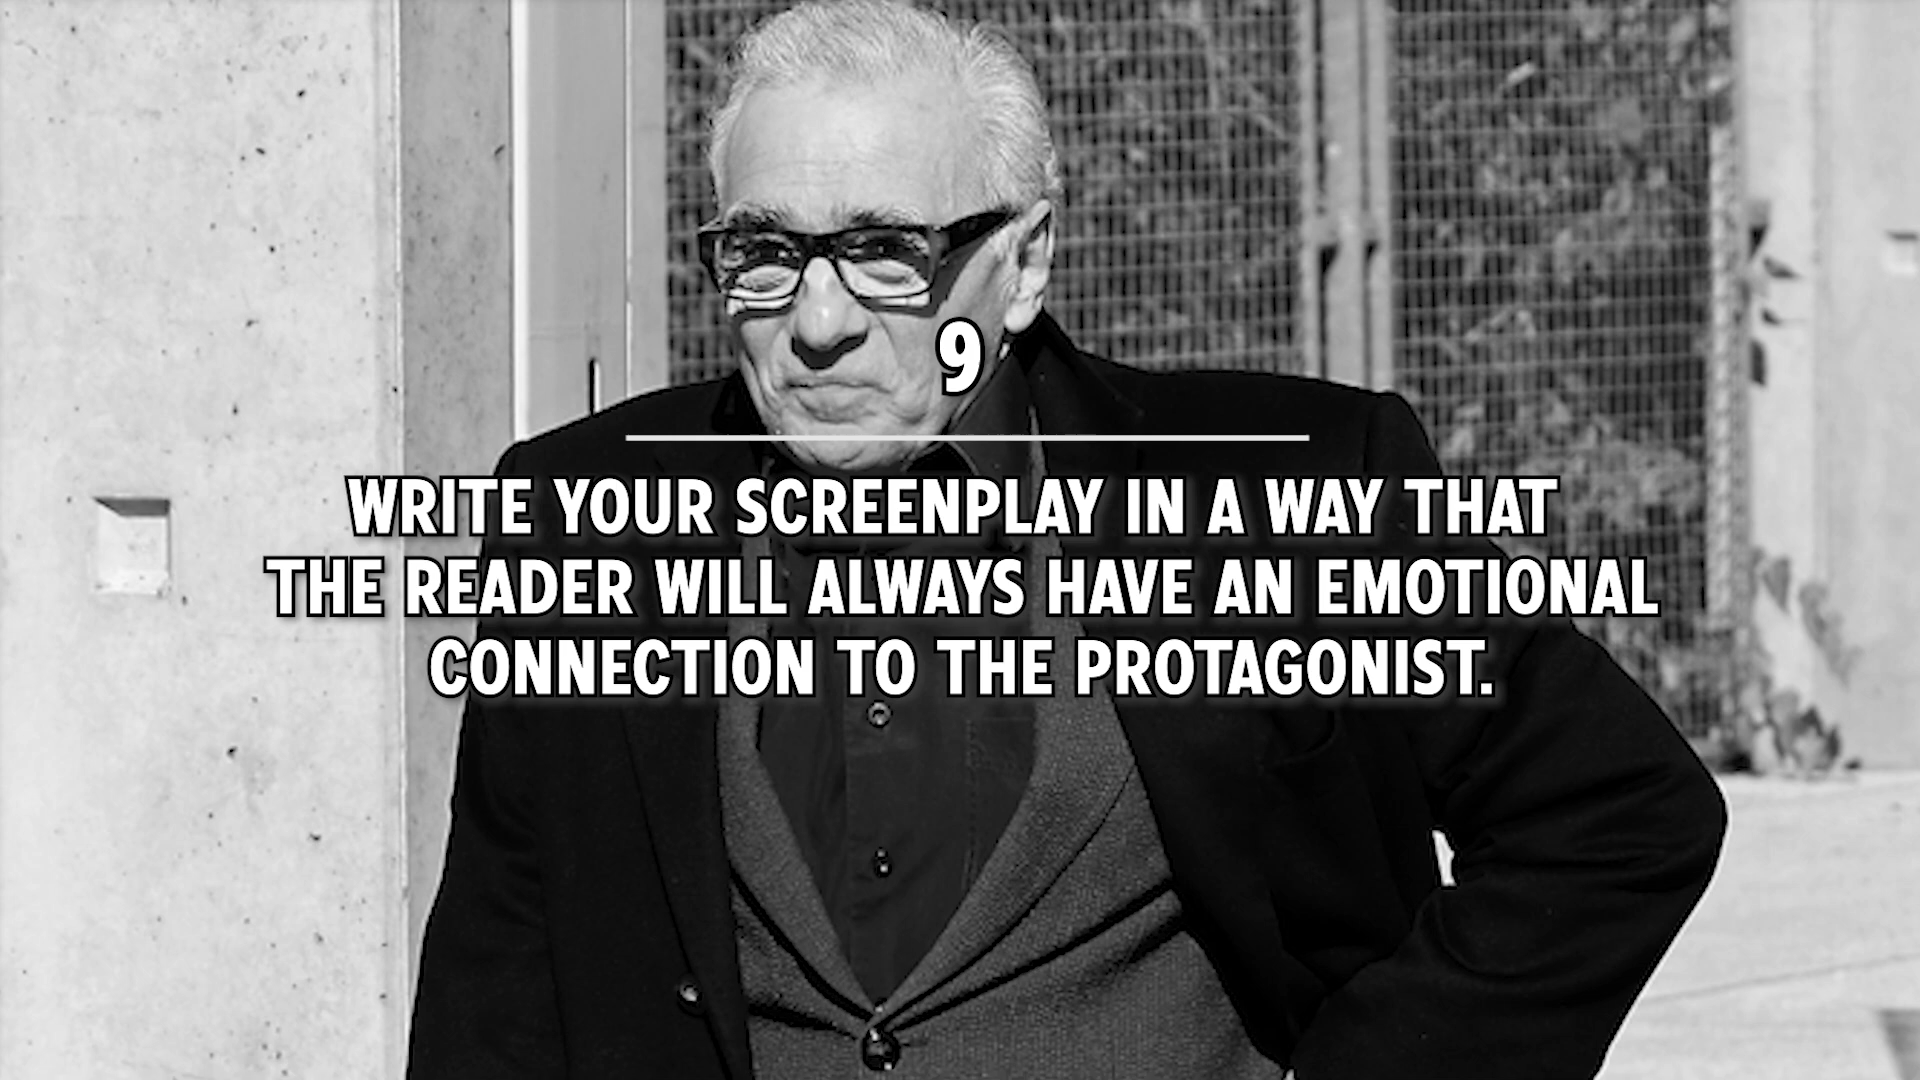 9
WRITE YOUR SCREENPLAY IN A WAY THAT
THE READER WILL ALWAYS HAVE AN EMOTIONAL
CONNECTION TO THE PROTAGONIST.